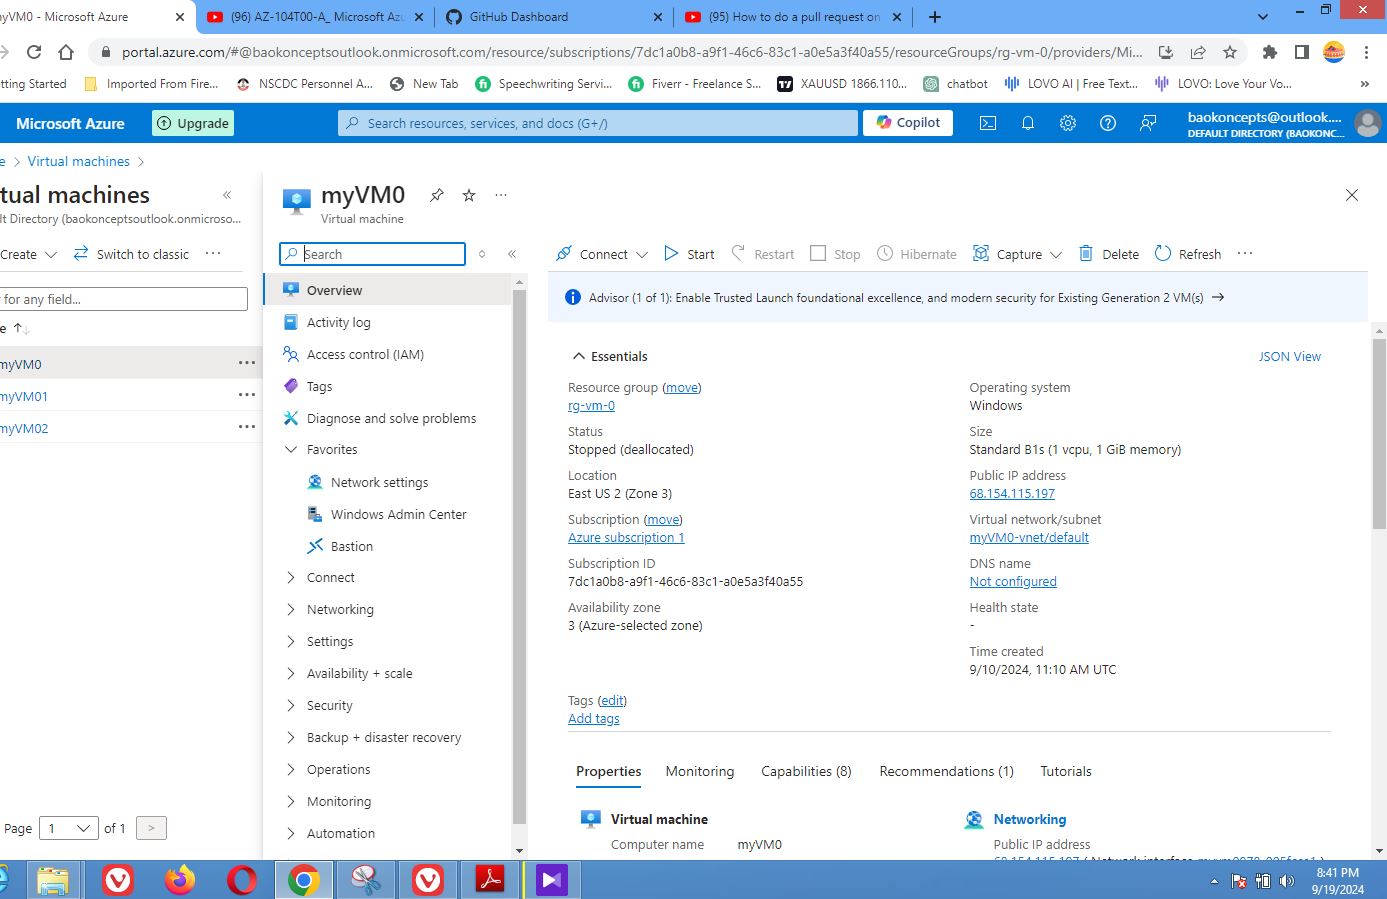 nyVM0 - Microsoft Azure
(96) AZ-104T00-A_ Microsoft Azu
GitHub Dashboard
(95) How to do a pull request on
portal.azure.com/#@baokonceptsoutlook.onmicrosoft.com/resource/subscriptions/7dc1a0b8-a9f1-46c6-83c1-a0e5a3f40a55/resourceGroups/rg-vm-0/providers/Mi...
tting Started
Imported From Fire...
NSCDC Personnel A...
New Tab
Speechwriting Servi...
Fiverr - Freelance S...
XAUUSD 1866.110...
chatbot
LOVO AI | Free Text...
LOVO: Love Your Vo...
Microsoft Azure
Upgrade
Search resources, services, and docs (G+/)
Copilot
baokoncepts@outlook....
DEFAULT DIRECTORY (BAOKONC...
e > Virtual machines >
tual machines
lt Directory (baokonceptsoutlook.onmicroso...
Create
Switch to classic
for any field...
e
myVM0
myVM01
myVM02
Page 1 of 1 >
myVM0
Virtual machine
Search
Overview
Activity log
Access control (IAM)
Tags
Diagnose and solve problems
Favorites
Network settings
Windows Admin Center
Bastion
Connect
Networking
Settings
Availability + scale
Security
Backup + disaster recovery
Operations
Monitoring
Automation
Connect
Start
Restart
Stop
Hibernate
Capture
Delete
Refresh
Advisor (1 of 1): Enable Trusted Launch foundational excellence, and modern security for Existing Generation 2 VM(s)
Essentials
JSON View
Resource group (move)
rg-vm-0
Status
Stopped (deallocated)
Location
East US 2 (Zone 3)
Subscription (move)
Azure subscription 1
Subscription ID
7dc1a0b8-a9f1-46c6-83c1-a0e5a3f40a55
Availability zone
3 (Azure-selected zone)
Operating system
Windows
Size
Standard B1s (1 vcpu, 1 GiB memory)
Public IP address
68.154.115.197
Virtual network/subnet
myVM0-vnet/default
DNS name
Not configured
Health state
-
Time created
9/10/2024, 11:10 AM UTC
Tags (edit)
Add tags
Properties
Monitoring
Capabilities (8)
Recommendations (1)
Tutorials
Virtual machine
Computer name myVM0
Networking
Public IP address
68.154.115.197 ( Network interface
8:41 PM
9/19/2024